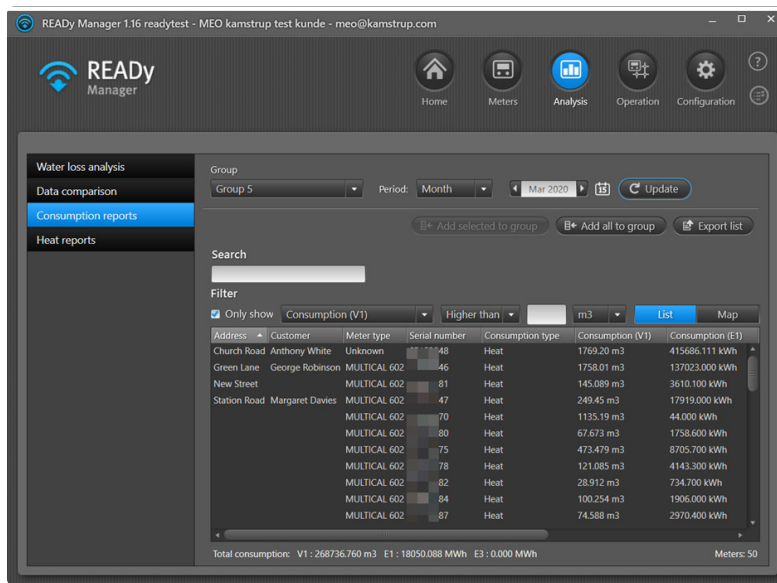 READy Manager 1.16 readytest - MEO kamstrup test kunde - meo@kamstrup.com
READy
Manager
Home Meters Analysis Operation Configuration
?
Water loss analysis
Data comparison
Consumption reports
Heat reports
Group
Group 5 Period: Month Mar 2020 15 Update
Add selected to group Add all to group Export list
Search
Filter
Only show Consumption (V1) Higher than m3 List Map
Address Customer Meter type Serial number Consumption type Consumption (V1) Consumption (E1)
Church Road Anthony White Unknown 48 Heat 1769.20 m3 415686.111 kWh
Green Lane George Robinson MULTICAL 602 46 Heat 1758.01 m3 137023.000 kWh
New Street MULTICAL 602 81 Heat 145.089 m3 3610.100 kWh
Station Road Margaret Davies MULTICAL 602 47 Heat 249.45 m3 17919.000 kWh
MULTICAL 602 70 Heat 1135.19 m3 44.000 kWh
MULTICAL 602 80 Heat 67.673 m3 1758.600 kWh
MULTICAL 602 75 Heat 473.479 m3 8705.700 kWh
MULTICAL 602 78 Heat 121.085 m3 4143.300 kWh
MULTICAL 602 82 Heat 28.912 m3 734.700 kWh
MULTICAL 602 84 Heat 100.254 m3 1906.000 kWh
MULTICAL 602 87 Heat 74.588 m3 2970.400 kWh
Total consumption: V1 : 268736.760 m3 E1 : 18050.088 MWh E3 : 0.000 MWh Meters: 50